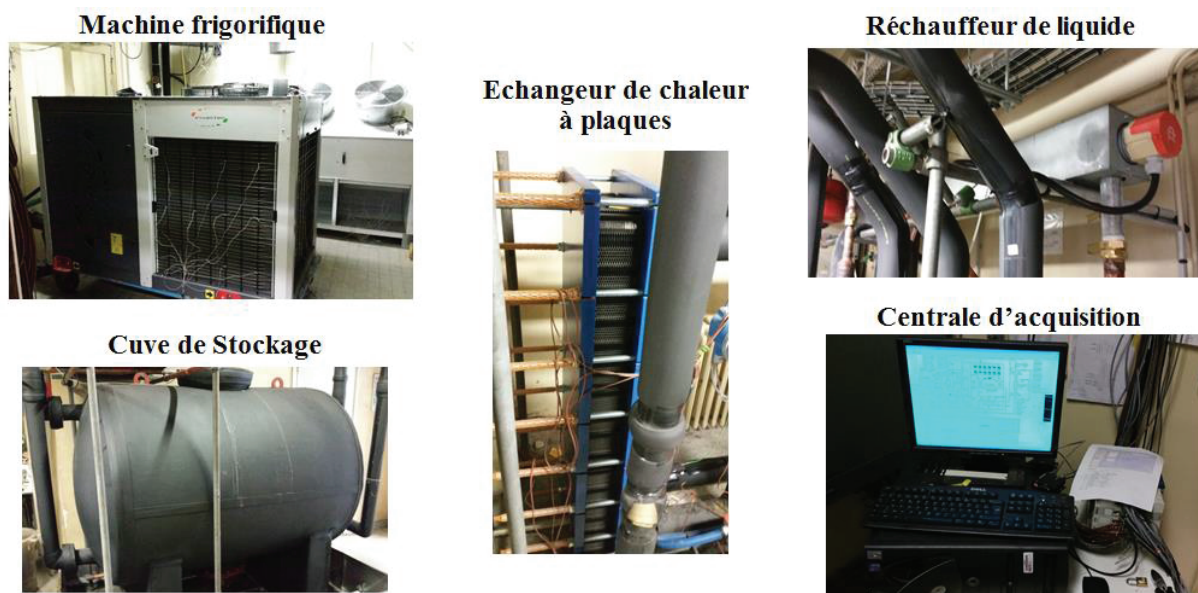 Machine frigorifique
Réchauffeur de liquide
Echangeur de chaleur
à plaques
Cuve de Stockage
Centrale d’acquisition